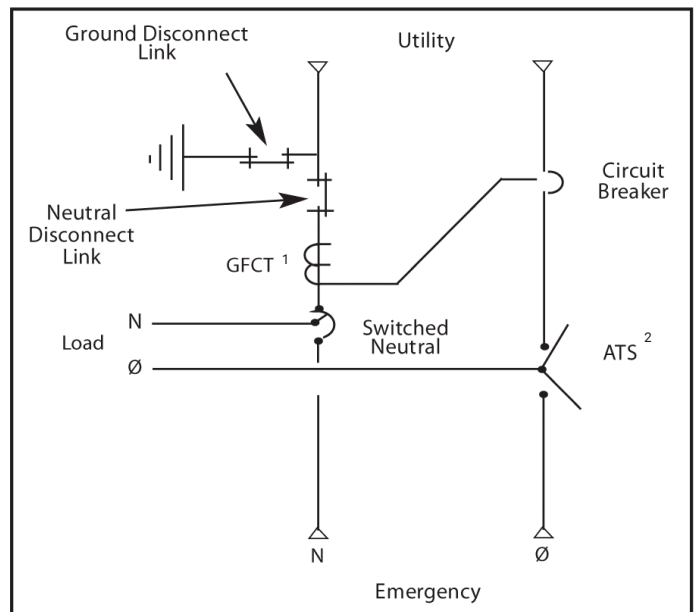 Ground Disconnect
Link
Utility
Circuit
Breaker
Neutral
Disconnect
Link
GFCT 1
N
Load
Ø
Switched
Neutral
ATS 2
N
Ø
Emergency